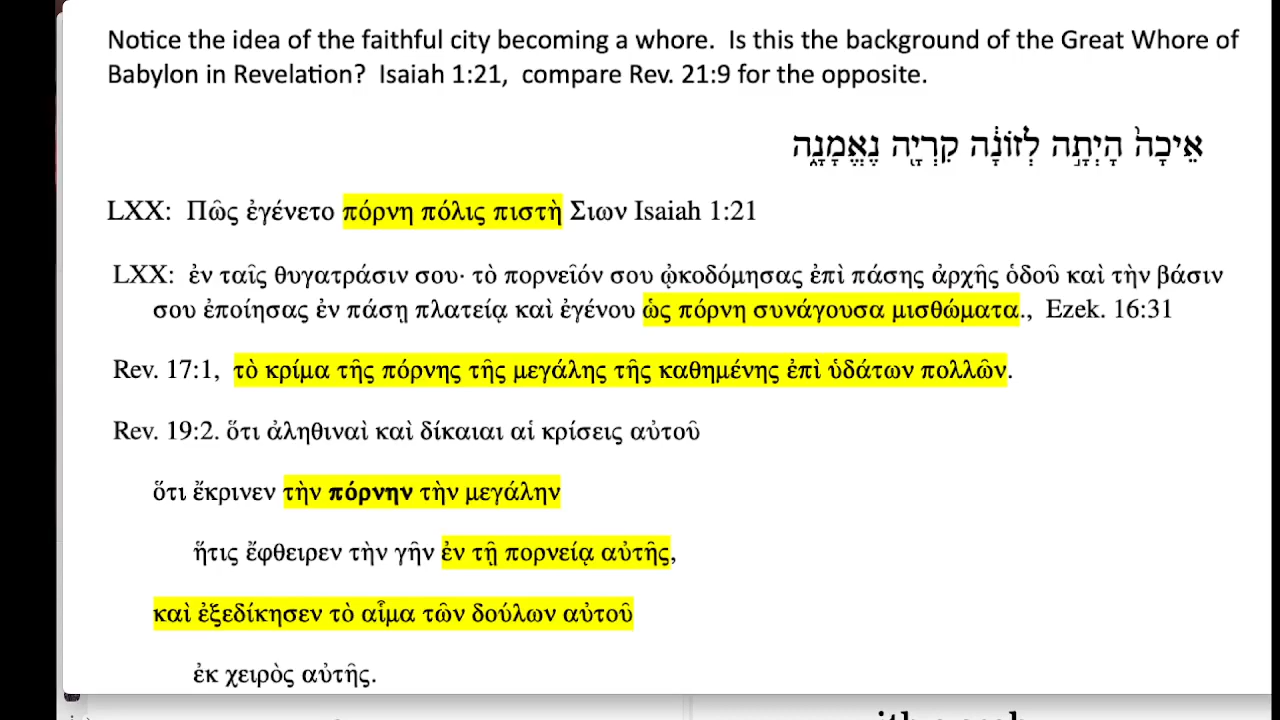 Notice the idea of the faithful city becoming a whore.  Is this the background of the Great Whore of
Babylon in Revelation?  Isaiah 1:21,  compare Rev. 21:9 for the opposite.
אֵיכָה֙ הָיְתָ֣ה לְזוֹנָ֔ה קִרְיָ֖ה נֶאֱמָנָ֑ה
LXX:  Πῶς ἐγένετο πόρνη πόλις πιστὴ Σιων Isaiah 1:21
LXX:  ἐν ταῖς θυγατράσιν σου· τὸ πορνεῖόν σου ᾠκοδόμησας ἐπὶ πάσης ἀρχῆς ὁδοῦ καὶ τὴν βάσιν
σου ἐποίησας ἐν πάσῃ πλατείᾳ καὶ ἐγένου ὡς πόρνη συνάγουσα μισθώματα.,  Ezek. 16:31
Rev. 17:1,  τὸ κρίμα τῆς πόρνης τῆς μεγάλης τῆς καθημένης ἐπὶ ὑδάτων πολλῶν.
Rev. 19:2. ὅτι ἀληθιναὶ καὶ δίκαιαι αἱ κρίσεις αὐτοῦ
ὅτι ἔκρινεν τὴν πόρνην τὴν μεγάλην
ἥτις ἔφθειρεν τὴν γῆν ἐν τῇ πορνείᾳ αὐτῆς,
καὶ ἐξεδίκησεν τὸ αἷμα τῶν δούλων αὐτοῦ
ἐκ χειρὸς αὐτῆς.